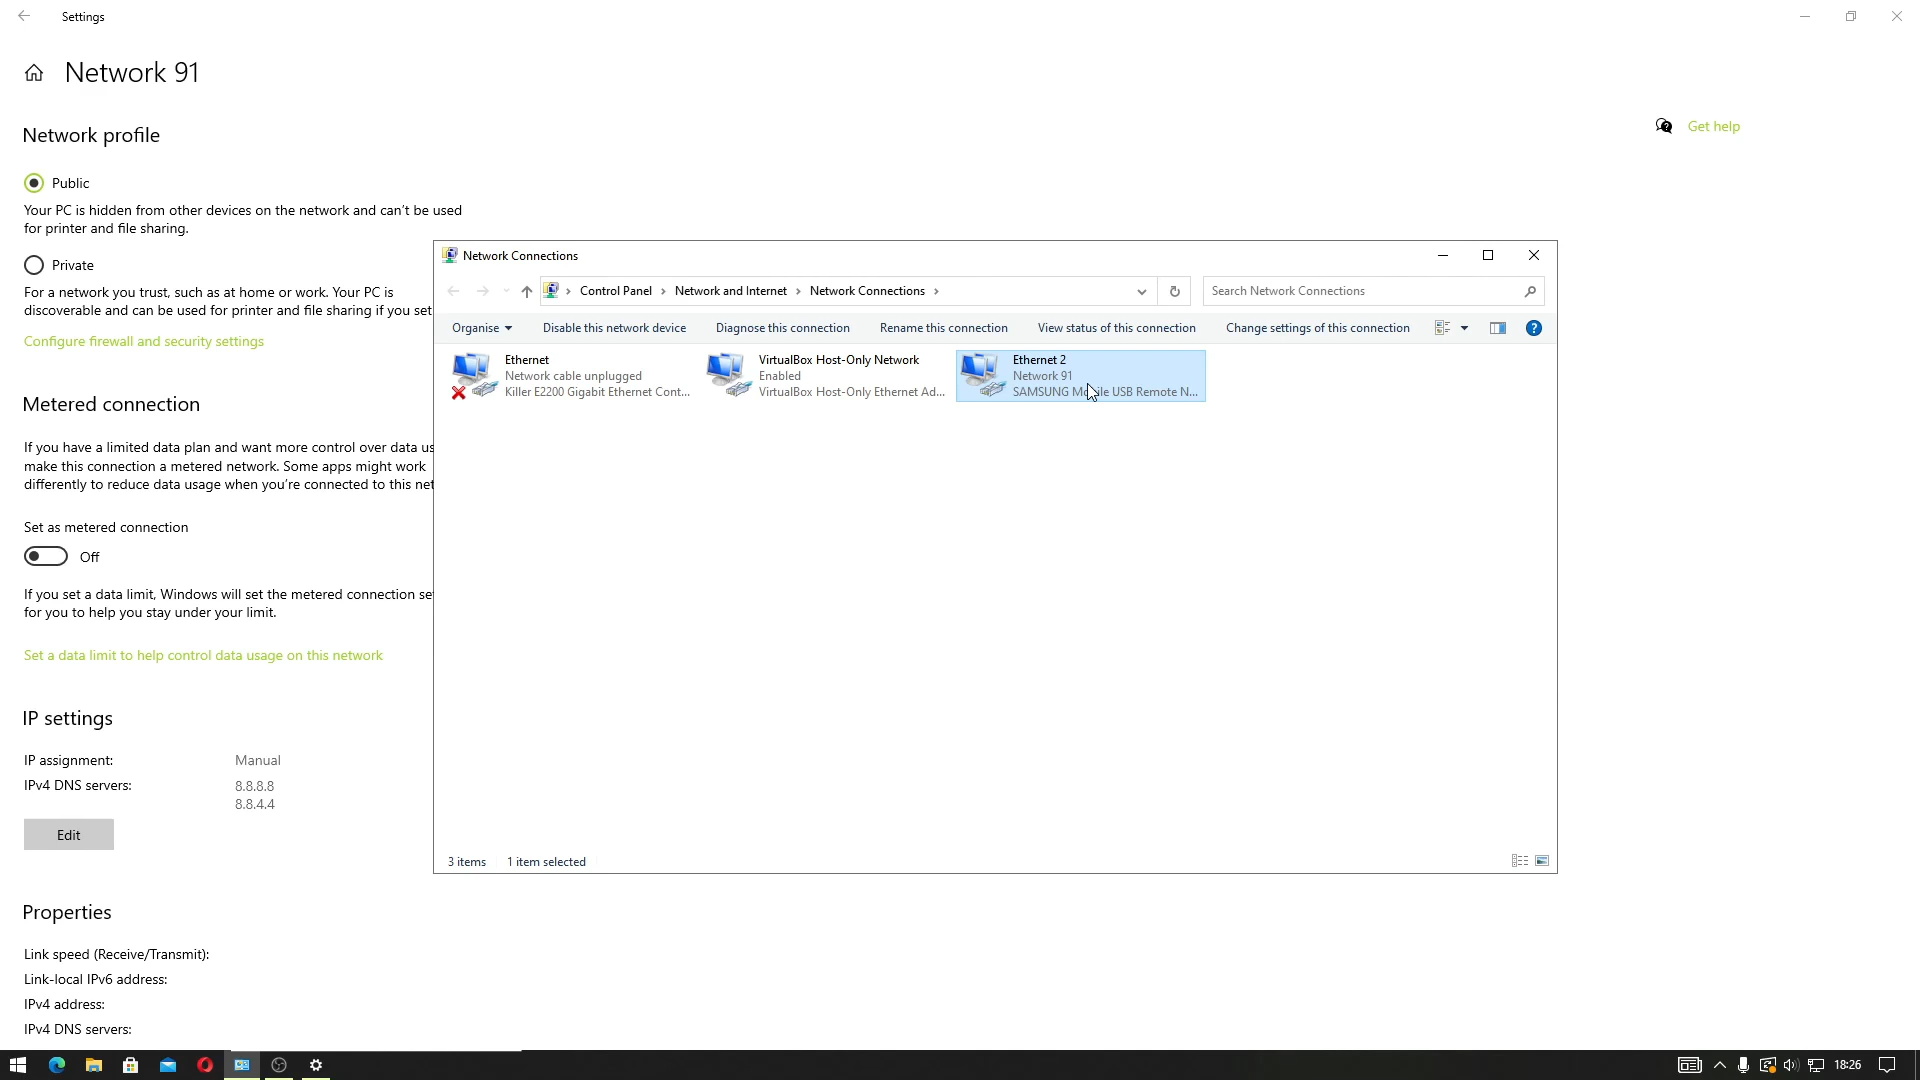 Settings
Network 91
Get help
Network profile
Public
Your PC is hidden from other devices on the network and can't be used
for printer and file sharing.
Private
For a network you trust, such as at home or work. Your PC is
discoverable and can be used for printer and file sharing if you set
Configure firewall and security settings
Metered connection
If you have a limited data plan and want more control over data us
make this connection a metered network. Some apps might work
differently to reduce data usage when you're connected to this net
Set as metered connection
Off
If you set a data limit, Windows will set the metered connection se
for you to help you stay under your limit.
Set a data limit to help control data usage on this network
IP settings
IP assignment: Manual
IPv4 DNS servers: 8.8.8.8
8.8.4.4
Edit
Properties
Link speed (Receive/Transmit):
Link-local IPv6 address:
IPv4 address:
IPv4 DNS servers:
Network Connections
Control Panel > Network and Internet > Network Connections >
Search Network Connections
Organise Disable this network device Diagnose this connection Rename this connection View status of this connection Change settings of this connection
Ethernet
Network cable unplugged
Killer E2200 Gigabit Ethernet Cont...
VirtualBox Host-Only Network
Enabled
VirtualBox Host-Only Ethernet Ad...
Ethernet 2
Network 91
SAMSUNG USB Remote N...
3 items 1 item selected
18:26